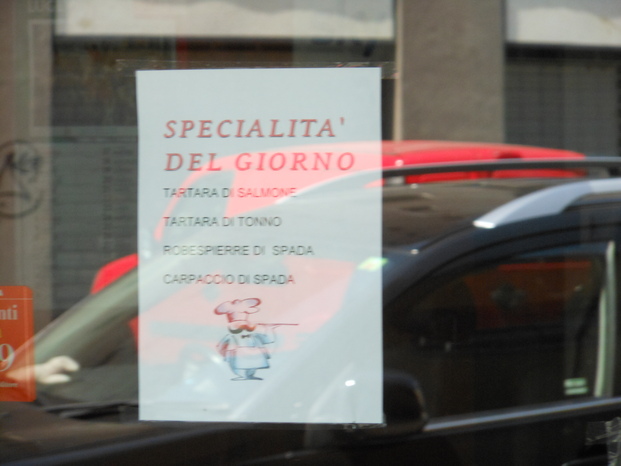 SPECIALITA'
DEL GIORNO
TARTARA DI SALMONE
TARTARA DI TONNO
ROBESPIERRE DI SPADA
CARPACCIO DI SPADA